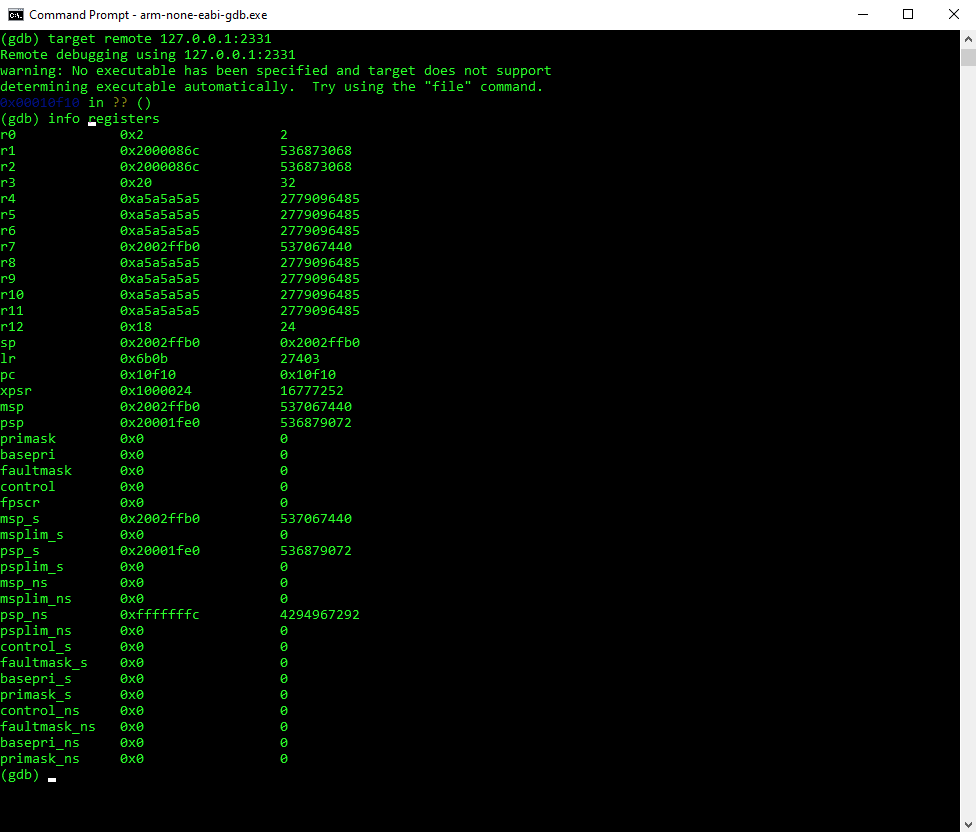 Command Prompt - arm-none-eabi-gdb.exe
(gdb) target remote 127.0.0.1:2331
Remote debugging using 127.0.0.1:2331
warning: No executable has been specified and target does not support
determining executable automatically.  Try using the "file" command.
0x00010f10 in ?? ()
(gdb) info registers
r0             0x2                 2
r1             0x2000086c          536873068
r2             0x2000086c          536873068
r3             0x20                32
r4             0xa5a5a5a5          2779096485
r5             0xa5a5a5a5          2779096485
r6             0xa5a5a5a5          2779096485
r7             0x2002ffb0          537067440
r8             0xa5a5a5a5          2779096485
r9             0xa5a5a5a5          2779096485
r10            0xa5a5a5a5          2779096485
r11            0xa5a5a5a5          2779096485
r12            0x18                24
sp             0x2002ffb0          0x2002ffb0
lr             0x6b0b              27403
pc             0x10f10             0x10f10
xpsr           0x1000024           16777252
msp            0x2002ffb0          537067440
psp            0x20001fe0          536879072
primask        0x0                 0
basepri        0x0                 0
faultmask      0x0                 0
control        0x0                 0
fpscr          0x0                 0
msp_s          0x2002ffb0          537067440
msplim_s       0x0                 0
psp_s          0x20001fe0          536879072
psplim_s       0x0                 0
msp_ns         0x0                 0
msplim_ns      0x0                 0
psp_ns         0xfffffffc          4294967292
psplim_ns      0x0                 0
control_s      0x0                 0
faultmask_s    0x0                 0
basepri_s      0x0                 0
primask_s      0x0                 0
control_ns     0x0                 0
faultmask_ns   0x0                 0
basepri_ns     0x0                 0
primask_ns     0x0                 0
(gdb)